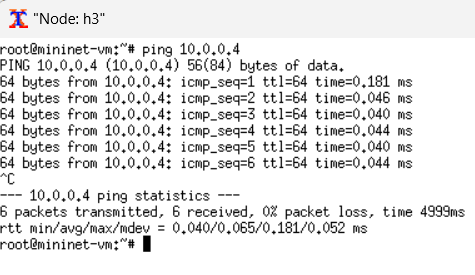 "Node: h3"
root@mininet-vm:~# ping 10.0.0.4
PING 10.0.0.4 (10.0.0.4) 56(84) bytes of data.
64 bytes from 10.0.0.4: icmp_seq=1 ttl=64 time=0.181 ms
64 bytes from 10.0.0.4: icmp_seq=2 ttl=64 time=0.046 ms
64 bytes from 10.0.0.4: icmp_seq=3 ttl=64 time=0.040 ms
64 bytes from 10.0.0.4: icmp_seq=4 ttl=64 time=0.044 ms
64 bytes from 10.0.0.4: icmp_seq=5 ttl=64 time=0.040 ms
64 bytes from 10.0.0.4: icmp_seq=6 ttl=64 time=0.044 ms
^C
--- 10.0.0.4 ping statistics ---
6 packets transmitted, 6 received, 0% packet loss, time 4999ms
rtt min/avg/max/mdev = 0.040/0.065/0.181/0.052 ms
root@mininet-vm:~#